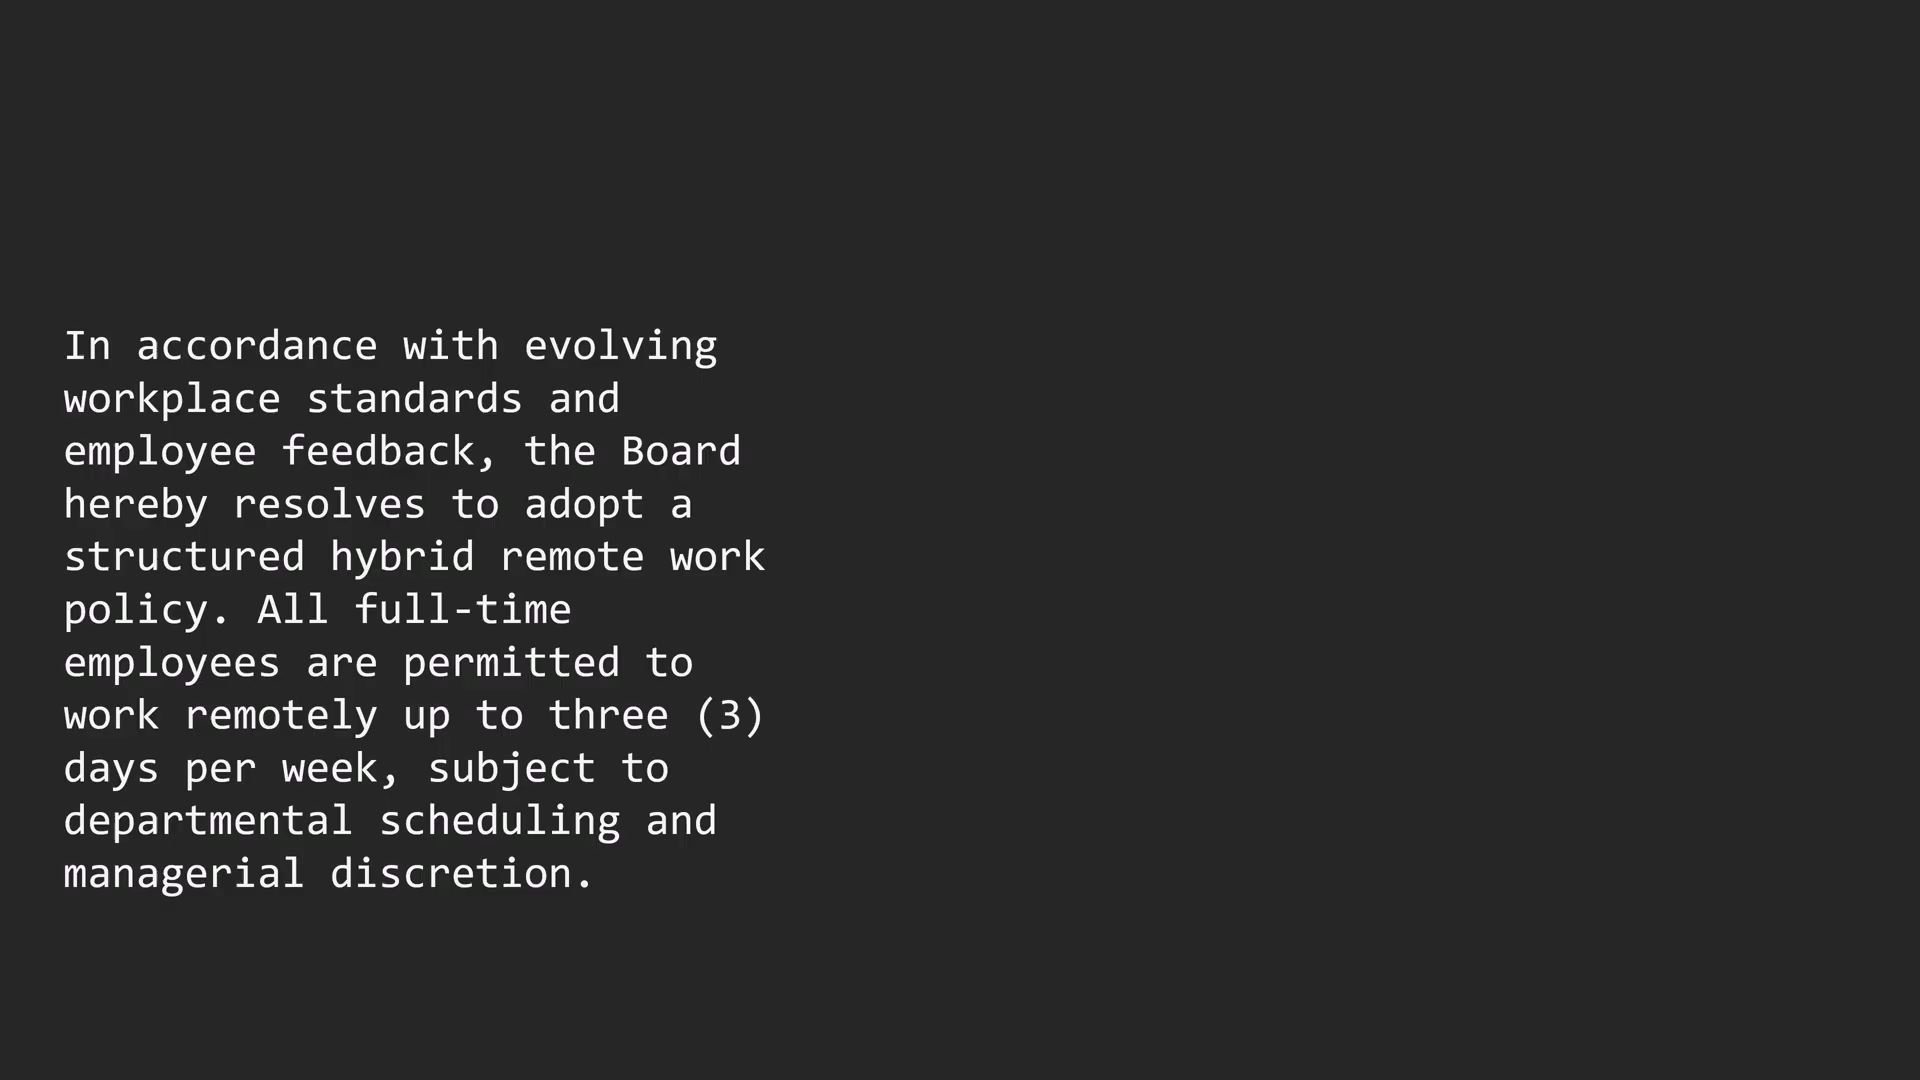 In accordance with evolving
workplace standards and
employee feedback, the Board
hereby resolves to adopt a
structured hybrid remote work
policy. All full-time
employees are permitted to
work remotely up to three (3)
days per week, subject to
departmental scheduling and
managerial discretion.